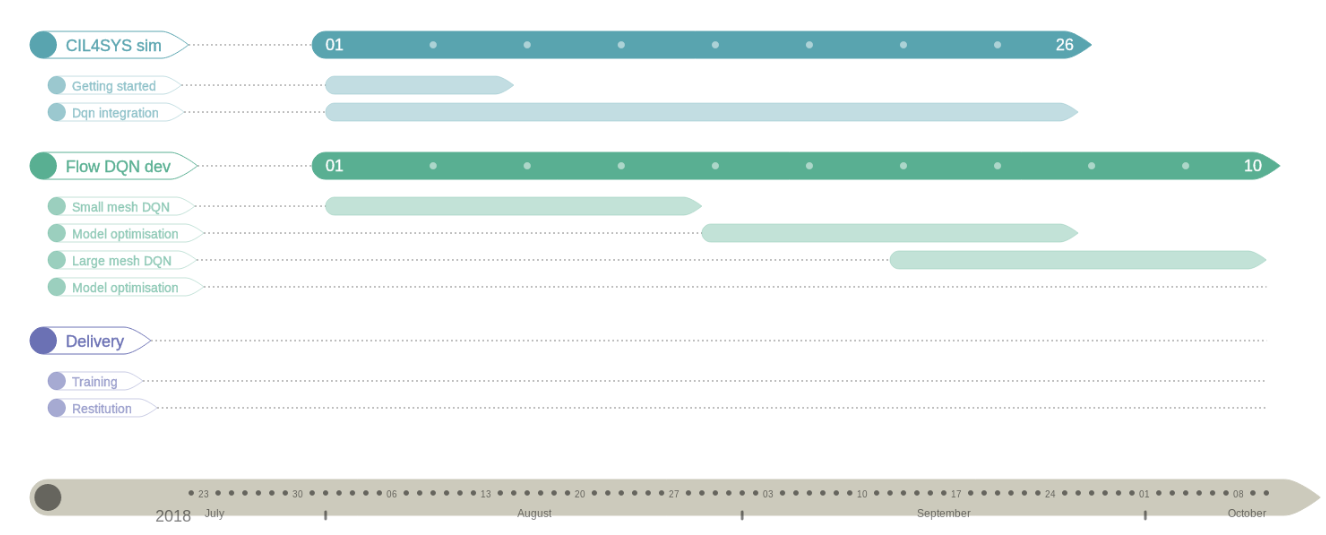 CIL4SYS sim 01 26
Getting started
Dqn integration
Flow DQN dev 01 10
Small mesh DQN
Model optimisation
Large mesh DQN
Model optimisation
Delivery
Training
Restitution
23 30 06 13 20 27 03 10 17 24 01 08
2018 July August September October